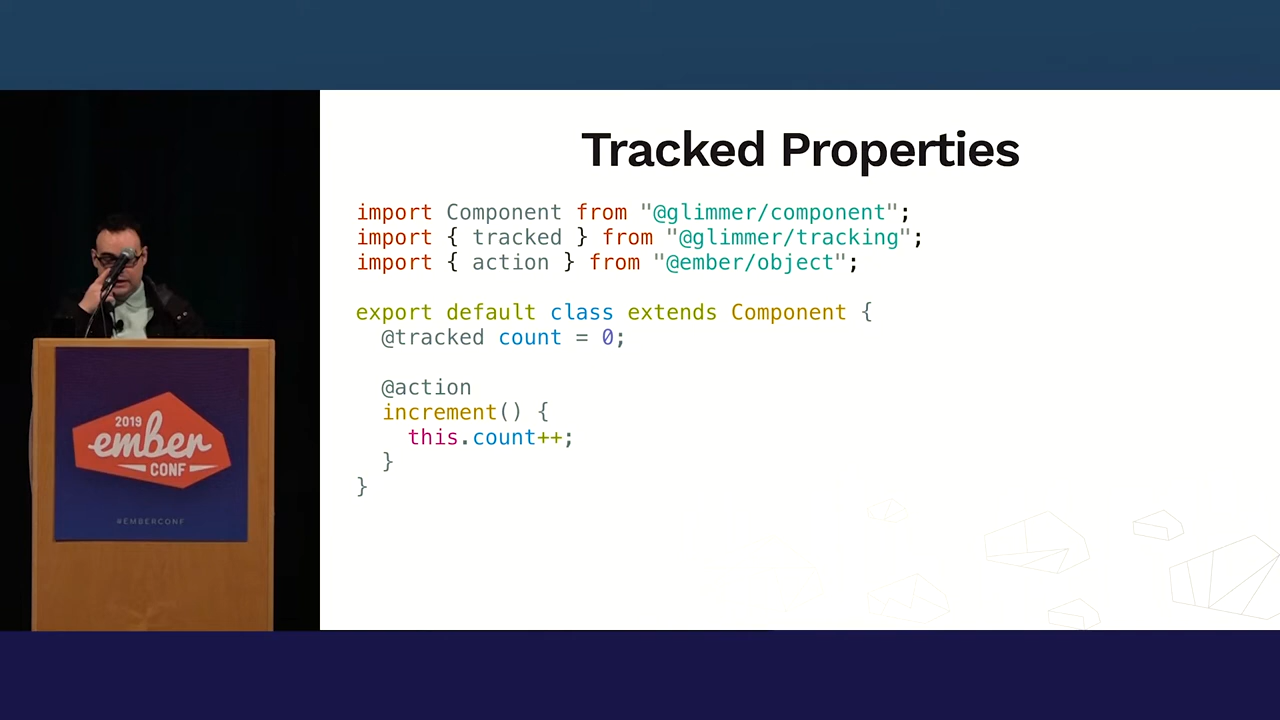 Tracked Properties
import Component from "@glimmer/component";
import { tracked } from "@glimmer/tracking";
import { action } from "@ember/object";
export default class extends Component {
@tracked count = 0;
@action
increment() {
this.count++;
}
}
2019
ember
CONF
#EMBERCONF